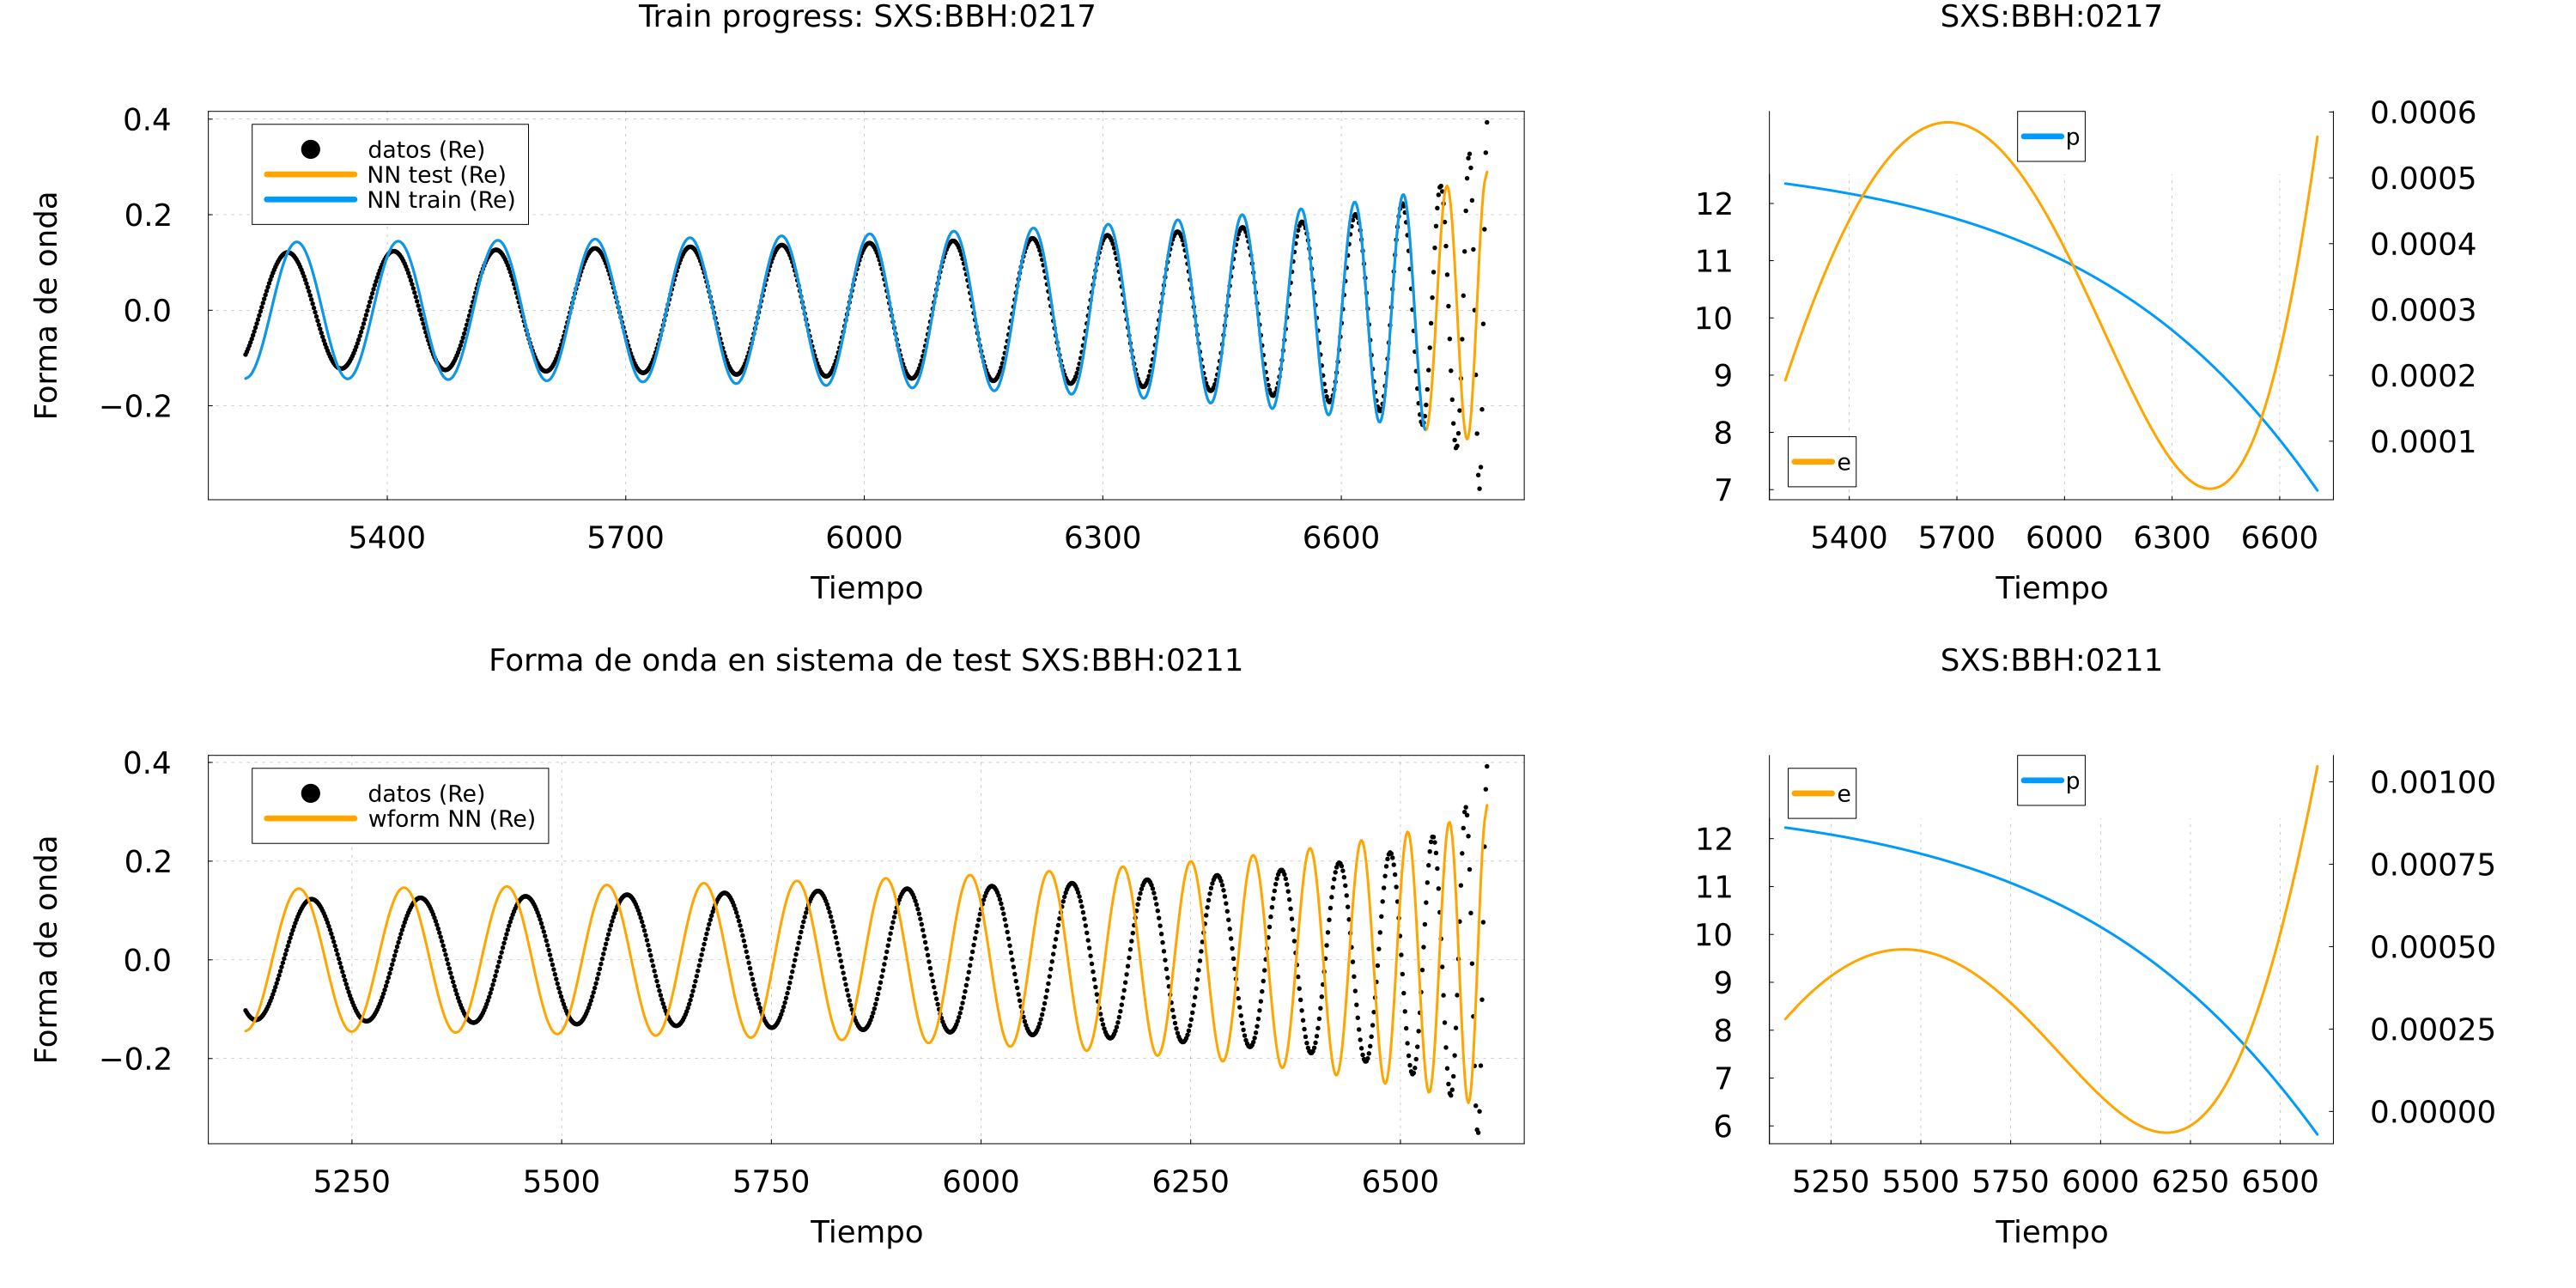 Train progress: SXS:BBH:0217
Forma de onda
0.4
0.2
0.0
−0.2
datos (Re)
NN test (Re)
NN train (Re)
5400 5700 6000 6300 6600
Tiempo
SXS:BBH:0217
12
11
10
9
8
7
p
e
0.0006
0.0005
0.0004
0.0003
0.0002
0.0001
5400 5700 6000 6300 6600
Tiempo
Forma de onda en sistema de test SXS:BBH:0211
Forma de onda
0.4
0.2
0.0
−0.2
datos (Re)
wform NN (Re)
5250 5500 5750 6000 6250 6500
Tiempo
SXS:BBH:0211
12
11
10
9
8
7
6
e
p
0.00100
0.00075
0.00050
0.00025
0.00000
5250 5500 5750 6000 6250 6500
Tiempo